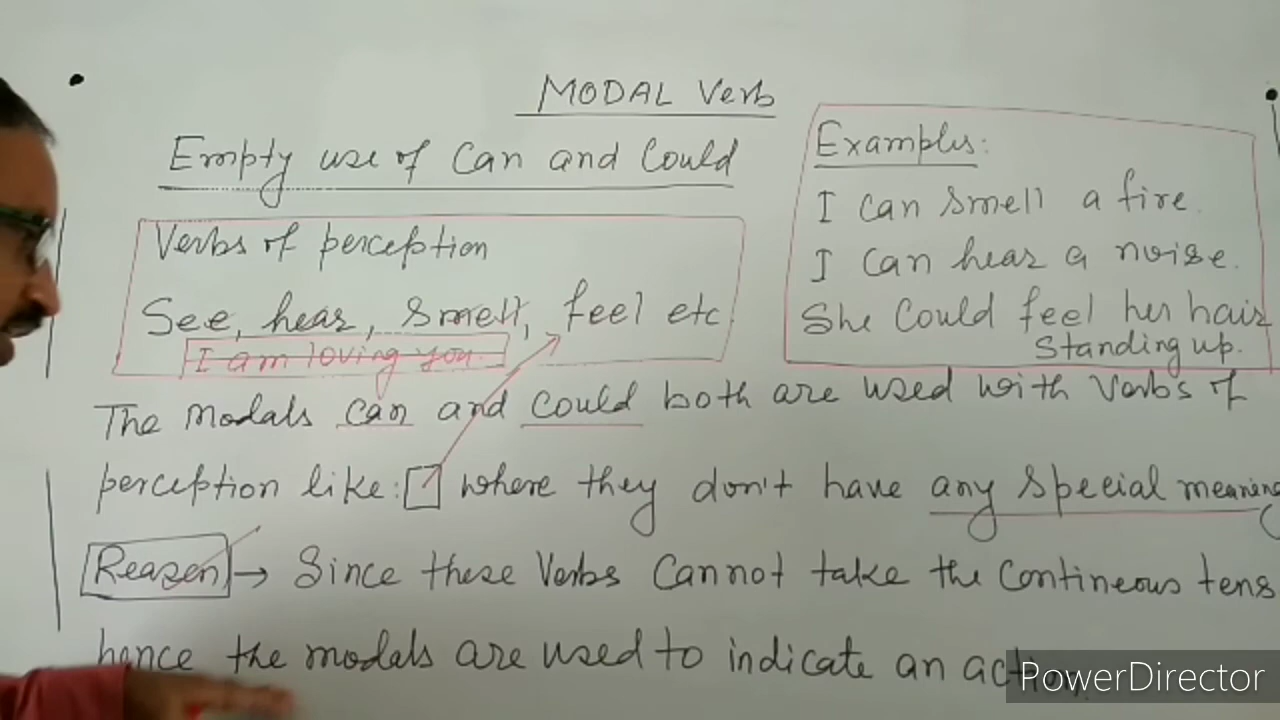 MODAL Verb
Empty use of Can and Could
Verbs of perception
See, hear, Smell, feel etc
I am loving you.
Examples:
I can smell a fire.
I can hear a noise.
She Could feel her hair
Standing up.
The Modals can and could both are used with Verbs of
perception like: where they don't have any special meaning
Reason → Since these Verbs Cannot take the Contineous tens
hence the modals are used to indicate an action.
PowerDirector